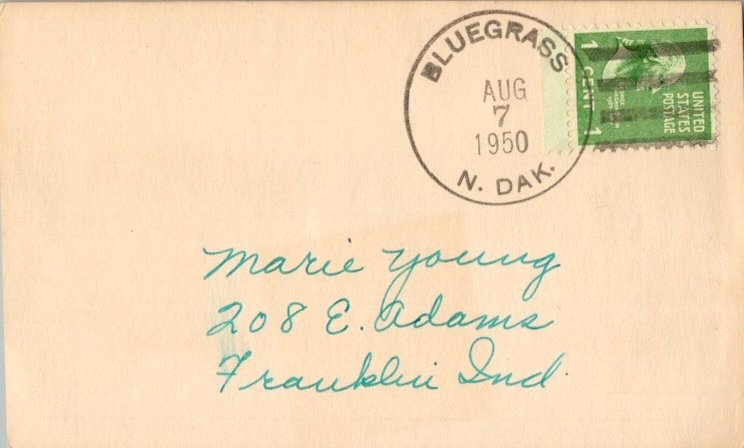 BLUEGRASS
AUG
7
1950
N. DAK.
1 CENT 1
UNITED
STATES
POSTAGE
Marie Young
208 E. Adams
Franklin Ind.